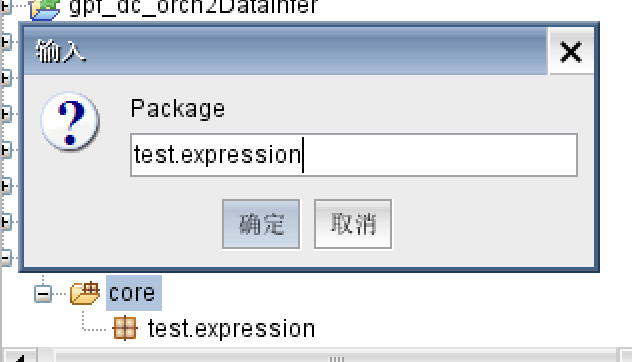 gpf_dc_orch2DataInfer
输入
Package
test.expression
确定 取消
core
test.expression